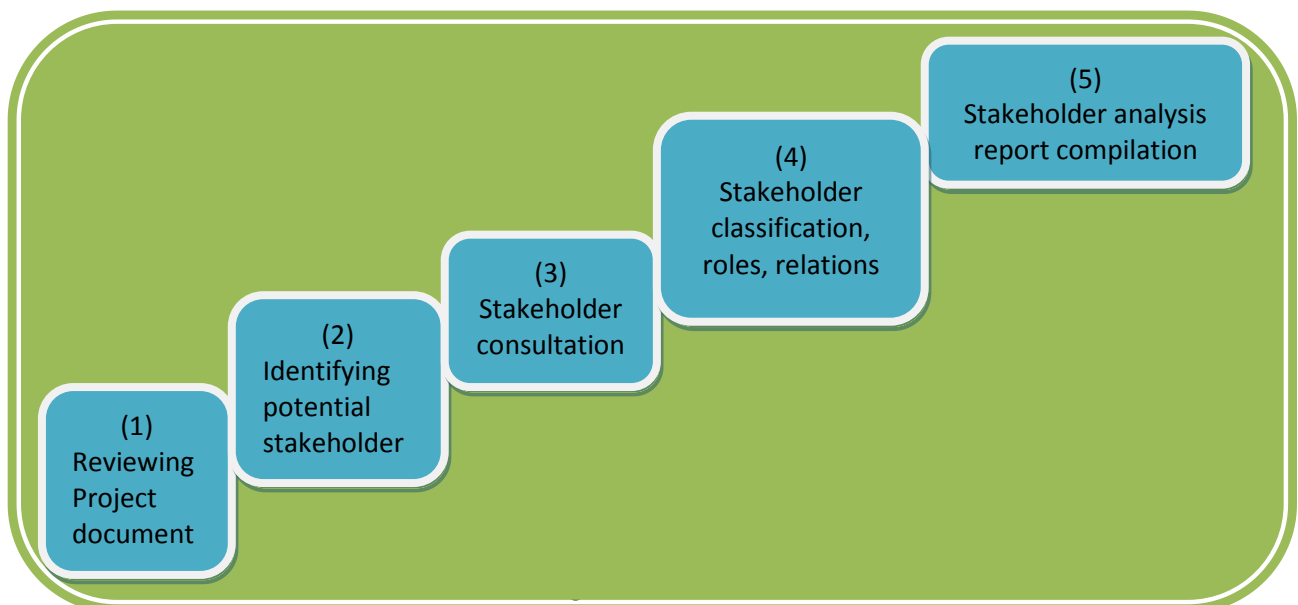 (1)
Reviewing
Project
document
(2)
Identifying
potential
stakeholder
(3)
Stakeholder
consultation
(4)
Stakeholder
classification,
roles, relations
(5)
Stakeholder analysis
report compilation